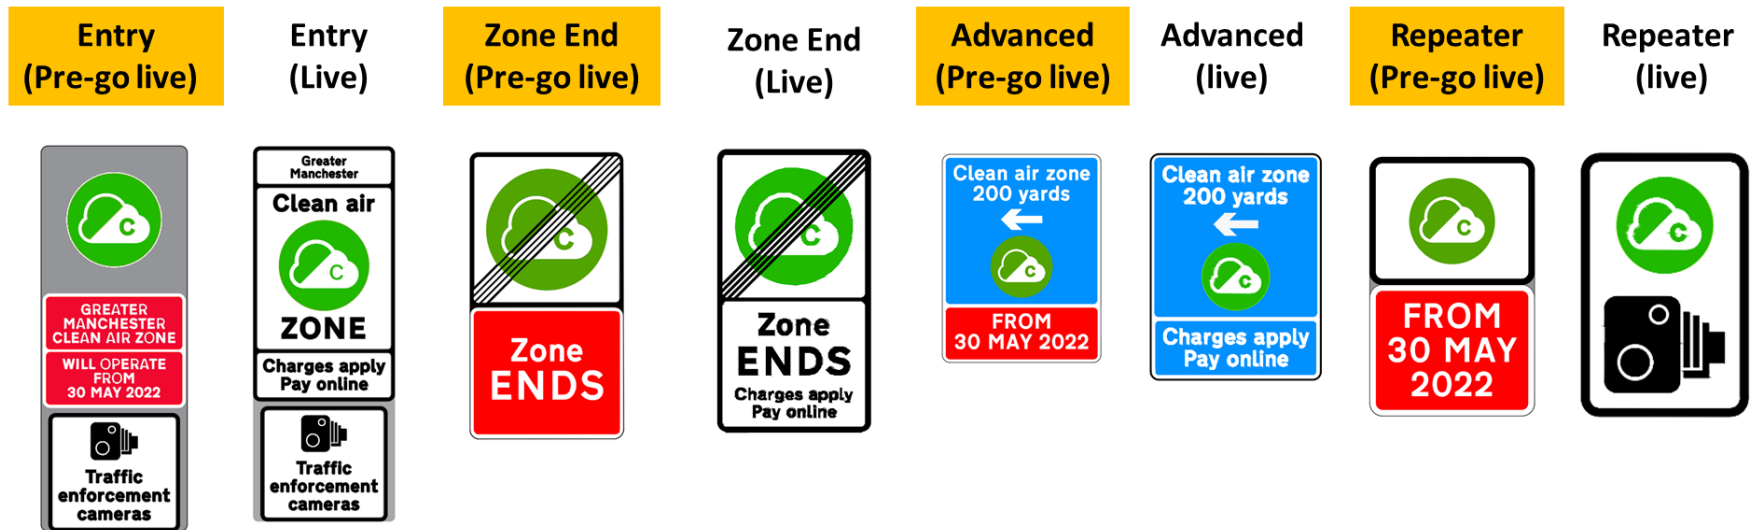 Entry
(Pre-go live)
Entry
(Live)
Zone End
(Pre-go live)
Zone End
(Live)
Advanced
(Pre-go live)
Advanced
(live)
Repeater
(Pre-go live)
Repeater
(live)
C
GREATER
MANCHESTER
CLEAN AIR ZONE
WILL OPERATE
FROM
30 MAY 2022
Traffic
enforcement
cameras
Greater
Manchester
Clean air
C
ZONE
Charges apply
Pay online
Traffic
enforcement
cameras
C
Zone
ENDS
C
Zone
ENDS
Charges apply
Pay online
Clean air zone
200 yards
C
FROM
30 MAY 2022
Clean air zone
200 yards
C
Charges apply
Pay online
C
FROM
30 MAY
2022
C